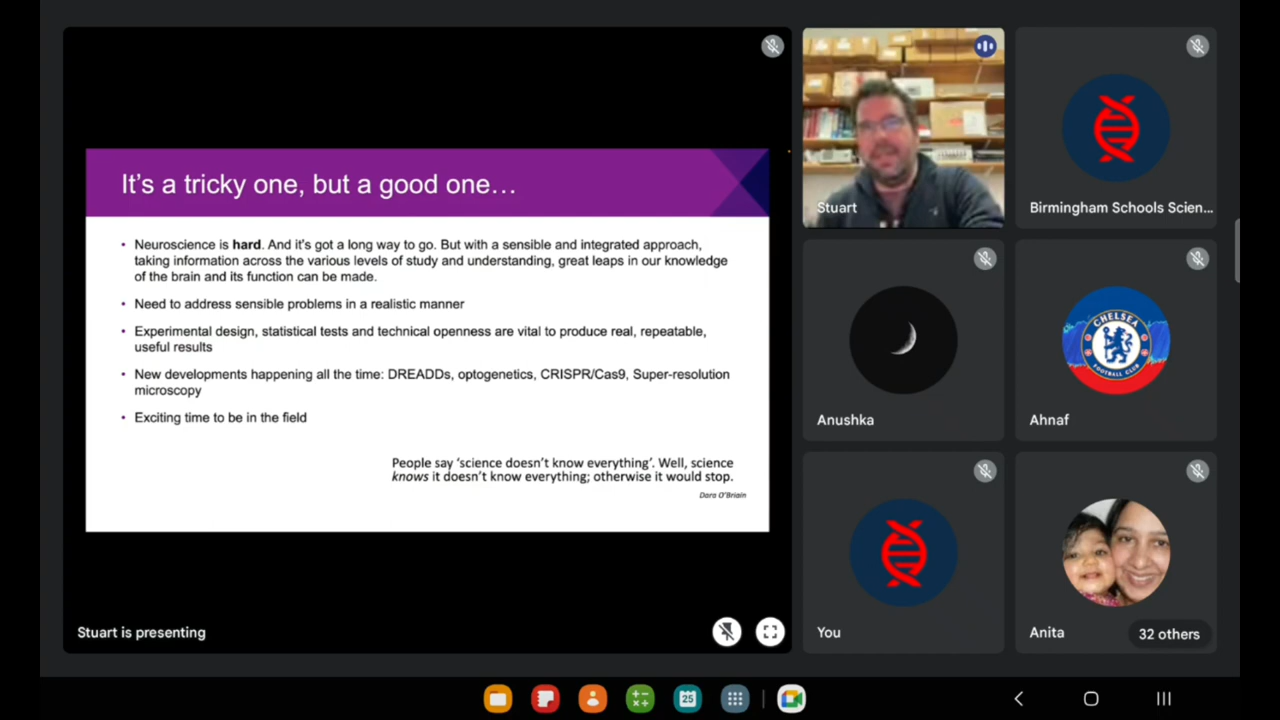 It's a tricky one, but a good one…
• Neuroscience is hard. And it's got a long way to go. But with a sensible and integrated approach,
taking information across the various levels of study and understanding, great leaps in our knowledge
of the brain and its function can be made.
• Need to address sensible problems in a realistic manner
• Experimental design, statistical tests and technical openness are vital to produce real, repeatable,
useful results
• New developments happening all the time: DREADDs, optogenetics, CRISPR/Cas9, Super-resolution
microscopy
• Exciting time to be in the field
People say 'science doesn't know everything'. Well, science
knows it doesn't know everything; otherwise it would stop.
Dara O'Briain
Stuart is presenting
Stuart
Birmingham Schools Scien...
Anushka
CHELSEA
FOOTBALL CLUB
Ahnaf
You
Anita
32 others
25